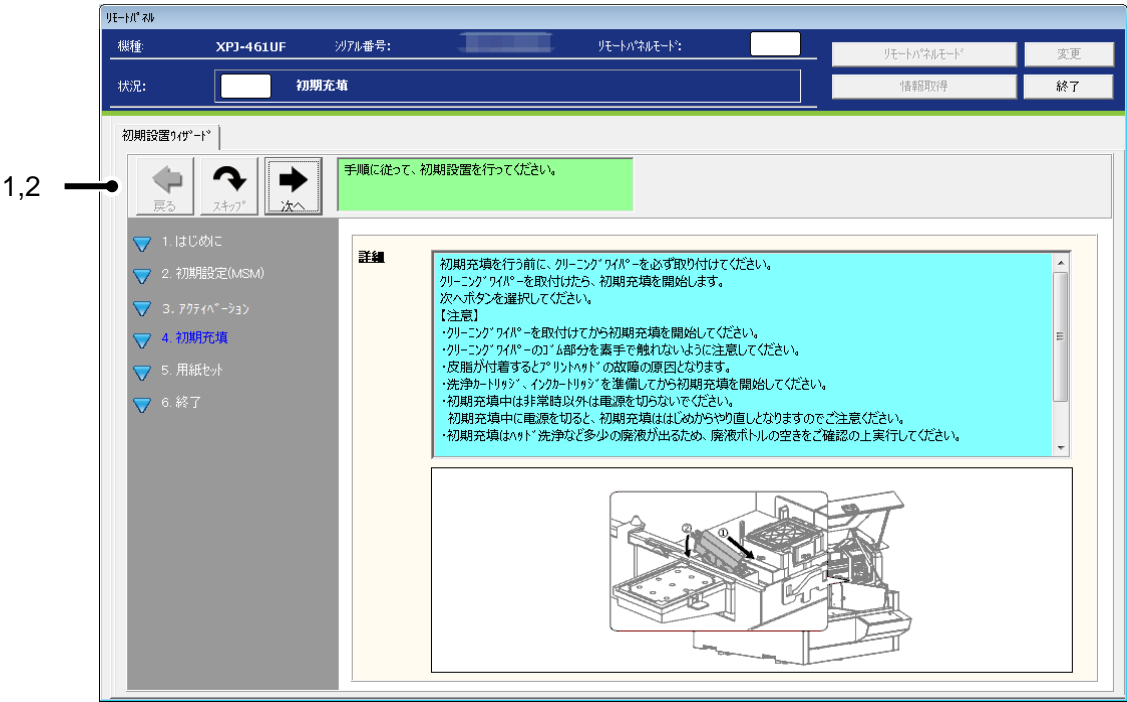 ﾘﾓｰﾄﾊﾟﾈﾙ
機種: XPJ-461UF ｼﾘｱﾙ番号: ﾘﾓｰﾄﾊﾟﾈﾙﾓｰﾄﾞ: ﾘﾓｰﾄﾊﾟﾈﾙﾓｰﾄﾞ 変更
状況: 初期充填 情報取得 終了
初期設置ｳｨｻﾞｰﾄﾞ
1,2
戻る ｽｷｯﾌﾟ 次へ
手順に従って、初期設置を行ってください。
1. はじめに
2. 初期設定(MSM)
3. ｱｸﾃｨﾍﾞｰｼｮﾝ
4. 初期充填
5. 用紙ｾｯﾄ
6. 終了
詳細
初期充填を行う前に、ｸﾘｰﾆﾝｸﾞﾜｲﾊﾟｰを必ず取り付けてください。
ｸﾘｰﾆﾝｸﾞﾜｲﾊﾟｰを取付けたら、初期充填を開始します。
次へボタンを選択してください。
【注意】
･ｸﾘｰﾆﾝｸﾞﾜｲﾊﾟｰを取付けてから初期充填を開始してください。
･ｸﾘｰﾆﾝｸﾞﾜｲﾊﾟｰのｺﾞﾑ部分を素手で触れないように注意してください。
･皮脂が付着するとﾌﾟﾘﾝﾄﾍｯﾄﾞの故障の原因となります。
･洗浄ｶｰﾄﾘｯｼﾞ、ｲﾝｸｶｰﾄﾘｯｼﾞを準備してから初期充填を開始してください。
･初期充填中は非常時以外は電源を切らないでください。
初期充填中に電源を切ると、初期充填ははじめからやり直しとなりますのでご注意ください。
･初期充填はﾍｯﾄﾞ洗浄など多少の廃液が出るため、廃液ボトルの空きをご確認の上実行してください。
② ①